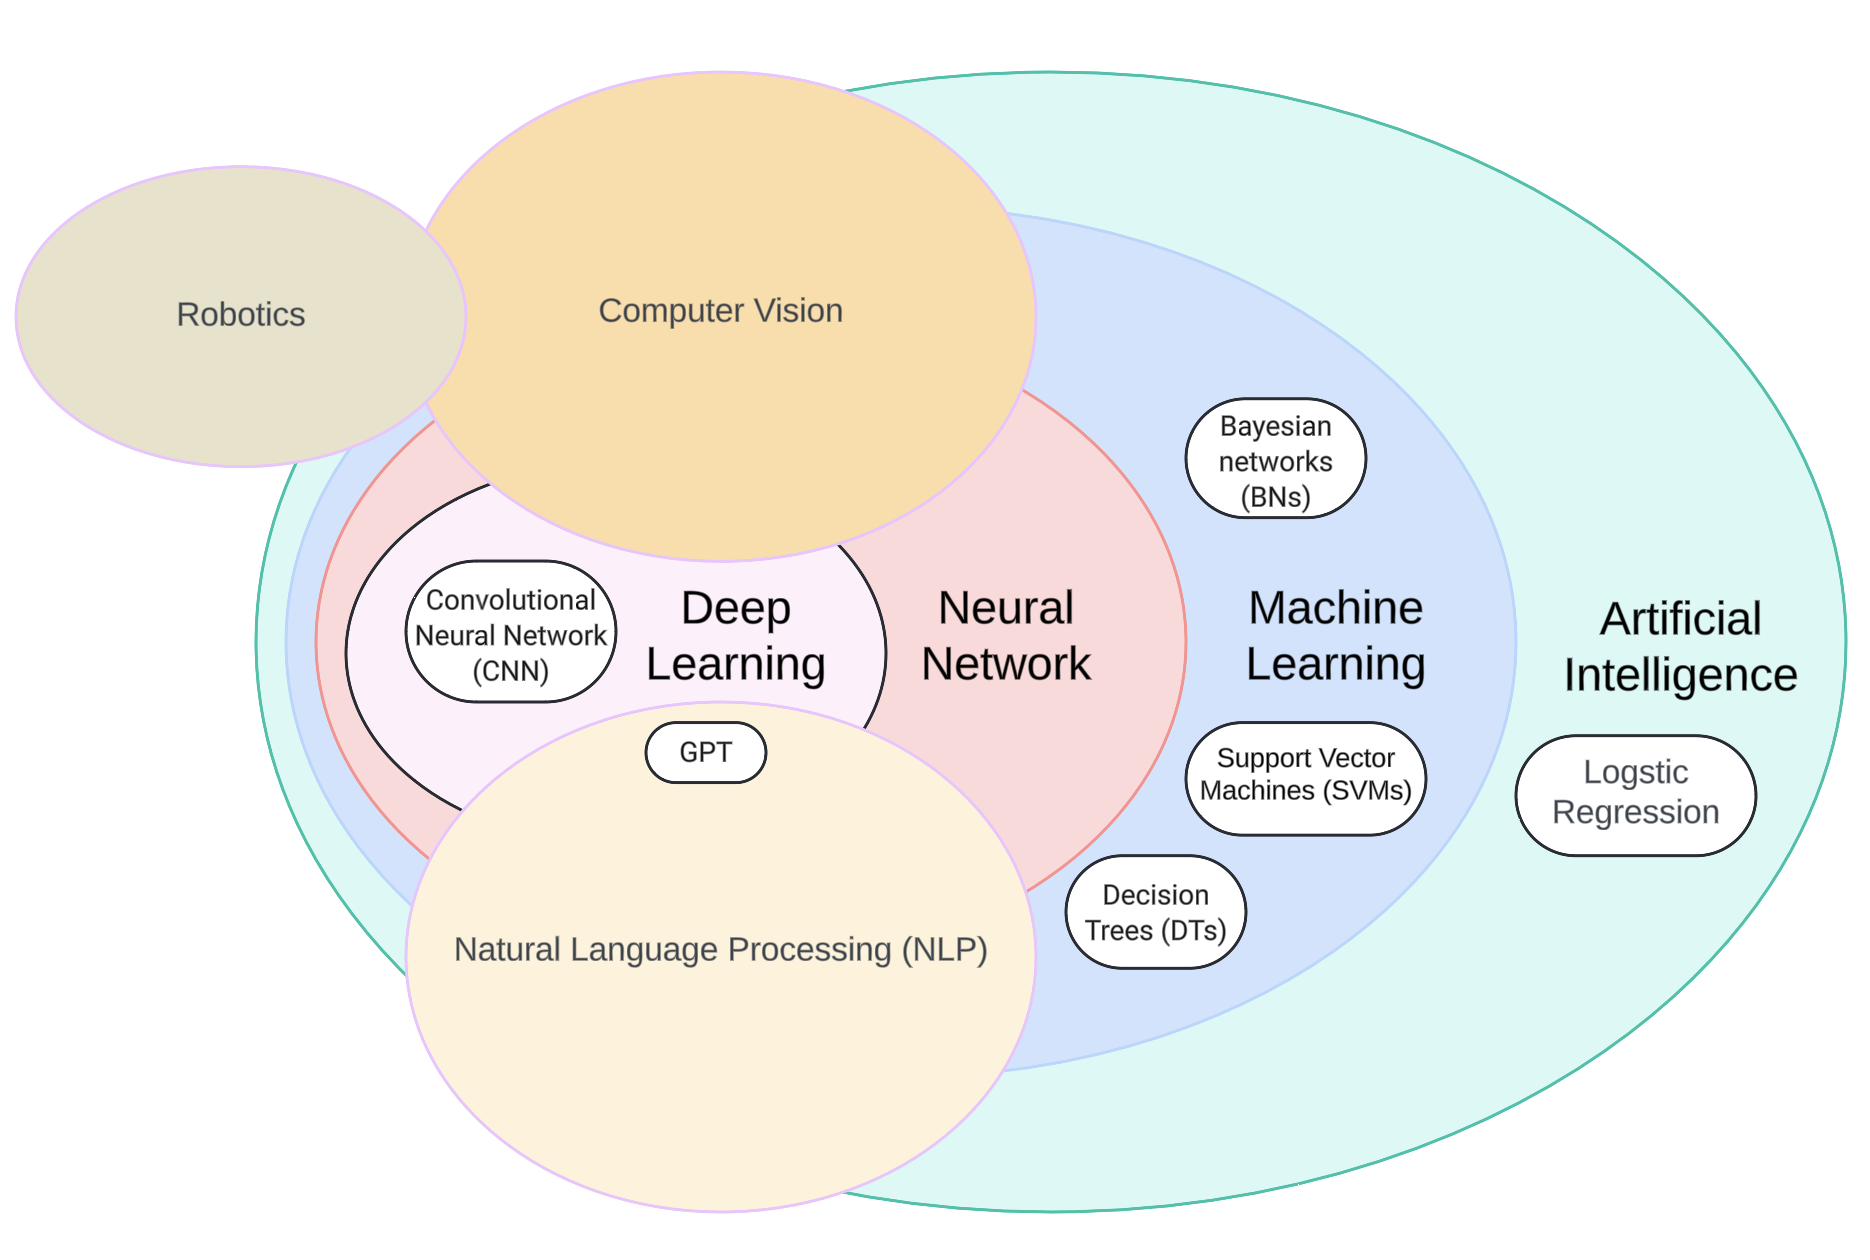 Computer Vision
Robotics
Bayesian
networks
(BNs)
Convolutional
Neural Network
(CNN)
Deep
Learning
Neural
Network
Machine
Learning
Artificial
Intelligence
GPT
Support Vector
Machines (SVMs)
Logstic
Regression
Decision
Trees (DTs)
Natural Language Processing (NLP)